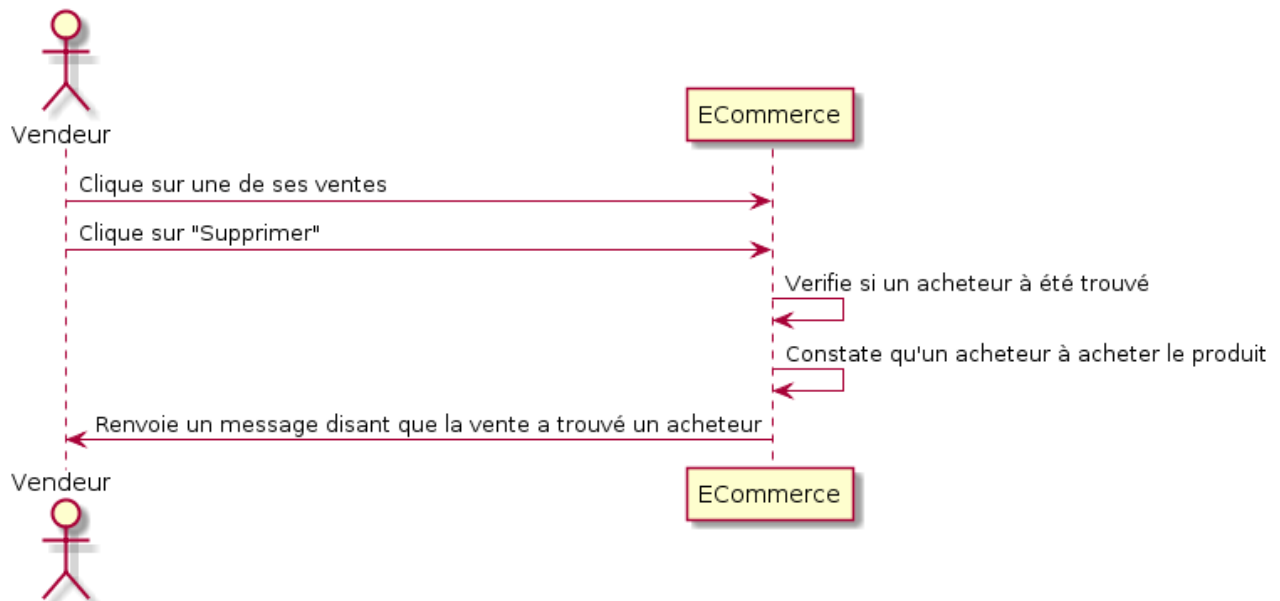 Vendeur
ECommerce
Clique sur une de ses ventes
Clique sur "Supprimer"
Verifie si un acheteur à été trouvé
Constate qu'un acheteur à acheter le produit
Renvoie un message disant que la vente a trouvé un acheteur
Vendeur
ECommerce